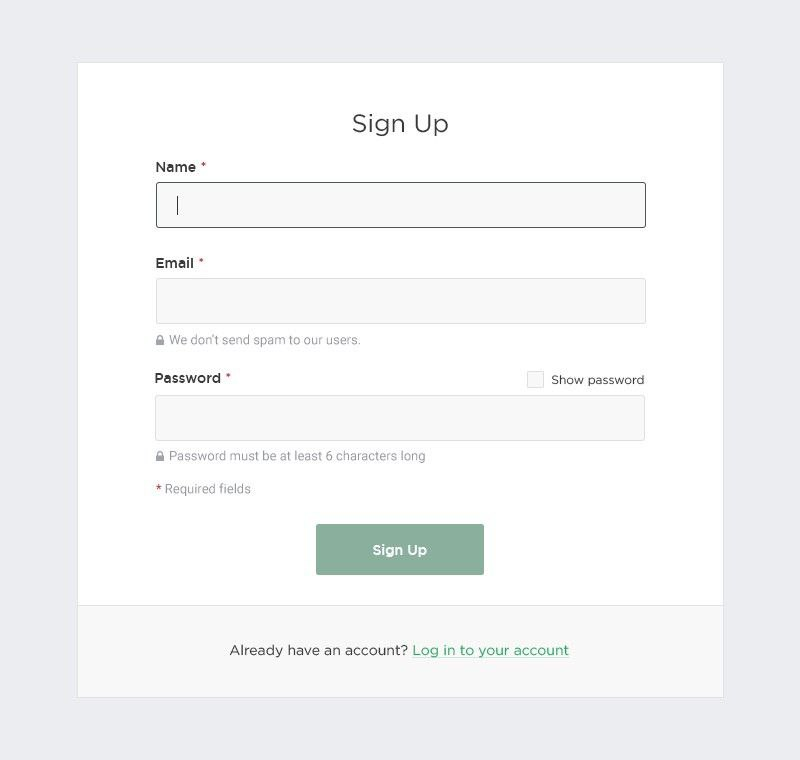 Sign Up
Name *
Email *
We don't send spam to our users.
Password *
Show password
Password must be at least 6 characters long
* Required fields
Sign Up
Already have an account? Log in to your account